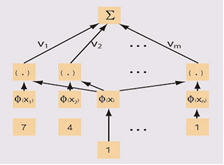 Σ
v₁ v₂ ... vₘ
(.) (.) ... (.)
Φ(x₁) Φ(x₂) Φ(x) Φ(xₙ)
7 4 ... 1
1